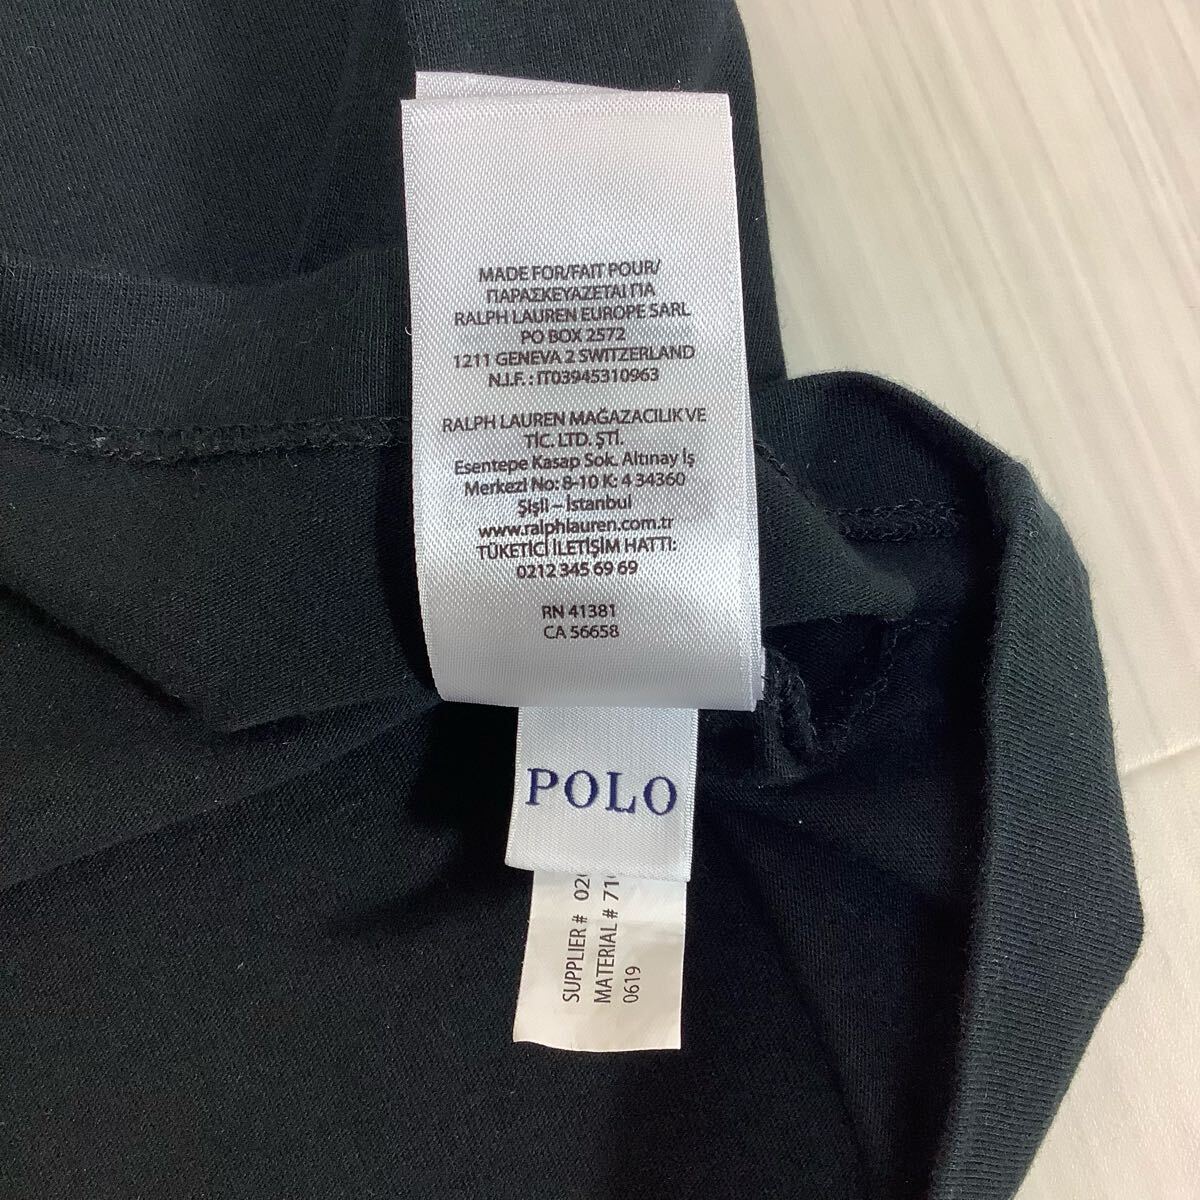 MADE FOR/FAIT POUR/
ΠΑΡΑΣΚΕΥΑΖΕΤΑΙ ΓΙΑ
RALPH LAUREN EUROPE SARL
PO BOX 2572
1211 GENEVA 2 SWITZERLAND
N.I.F. : IT03945310963
RALPH LAUREN MAĞAZACILIK VE
TİC. LTD. ŞTİ.
Esentepe Kasap Sok. Altınay İş
Merkezi No: 8-10 K: 4 34360
Şişli – İstanbul
www.ralphlauren.com.tr
TÜKETİCİ İLETİŞİM HATTI:
0212 345 69 69
RN 41381
CA 56658
POLO
SUPPLIER #
MATERIAL #
0619